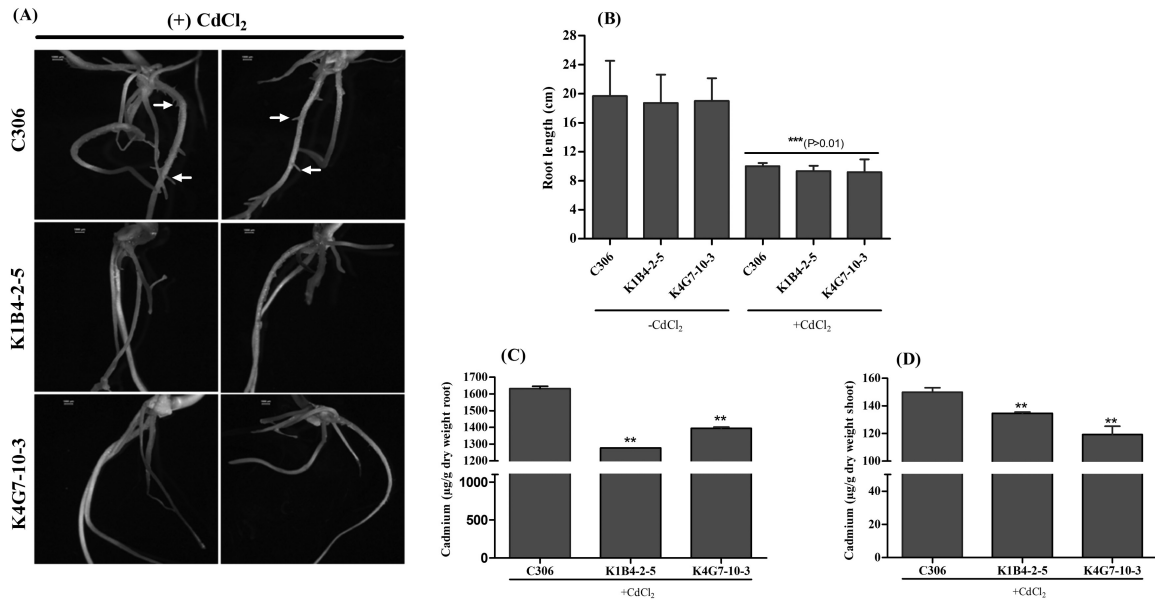 (A)
(+) CdCl₂
C306
K1B4-2-5
K4G7-10-3
(B)
Root length (cm)
28
24
20
16
12
8
4
0
***(P>0.01)
C306
K1B4-2-5
K4G7-10-3
C306
K1B4-2-5
K4G7-10-3
-CdCl₂
+CdCl₂
(C)
Cadmium (µg/g dry weight root)
1700
1600
1500
1400
1300
1200
1000
500
0
**
**
C306
K1B4-2-5
K4G7-10-3
+CdCl₂
(D)
Cadmium (µg/g dry weight shoot)
160
140
120
100
60
40
20
0
**
**
C306
K1B4-2-5
K4G7-10-3
+CdCl₂